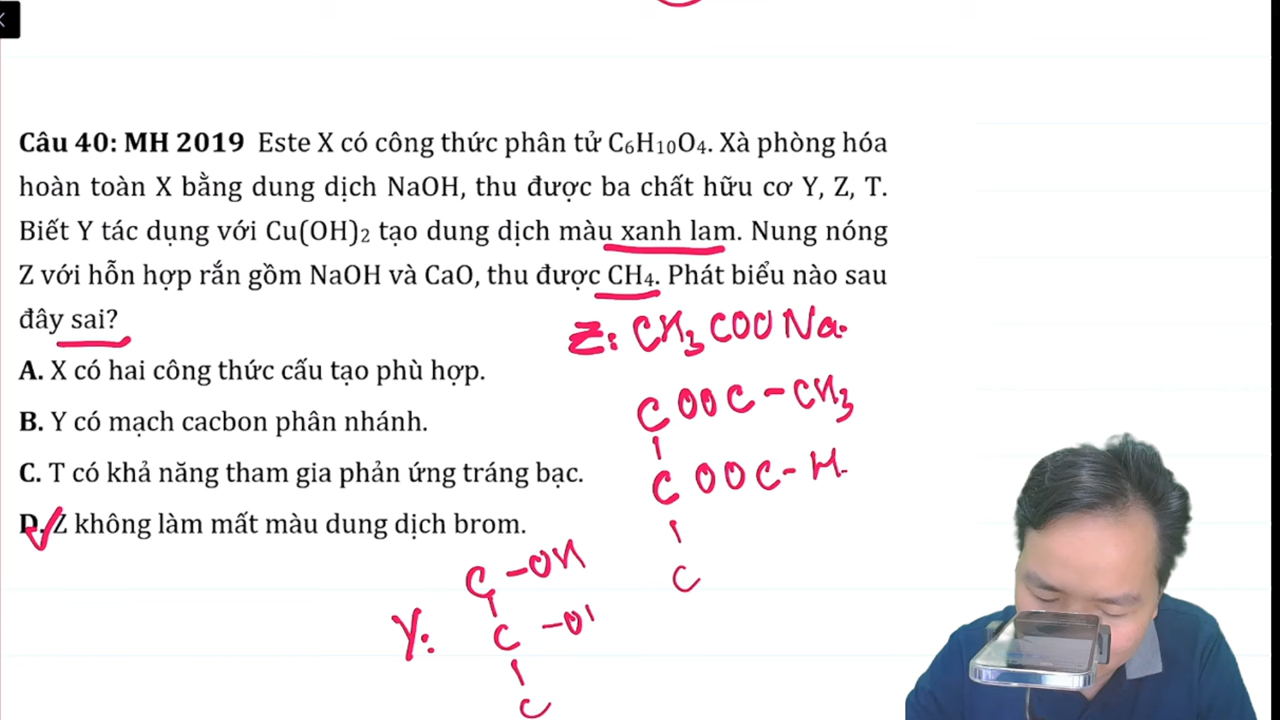 Câu 40: MH 2019 Este X có công thức phân tử C₆H₁₀O₄. Xà phòng hóa
hoàn toàn X bằng dung dịch NaOH, thu được ba chất hữu cơ Y, Z, T.
Biết Y tác dụng với Cu(OH)₂ tạo dung dịch màu xanh lam. Nung nóng
Z với hỗn hợp rắn gồm NaOH và CaO, thu được CH₄. Phát biểu nào sau
đây sai?
Z: CH₃COONa.
A. X có hai công thức cấu tạo phù hợp.
COOC-CH₃
B. Y có mạch cacbon phân nhánh.
C. T có khả năng tham gia phản ứng tráng bạc.
COOC-H.
D. Z không làm mất màu dung dịch brom.
C
Y:
C-OH
C-OH
C